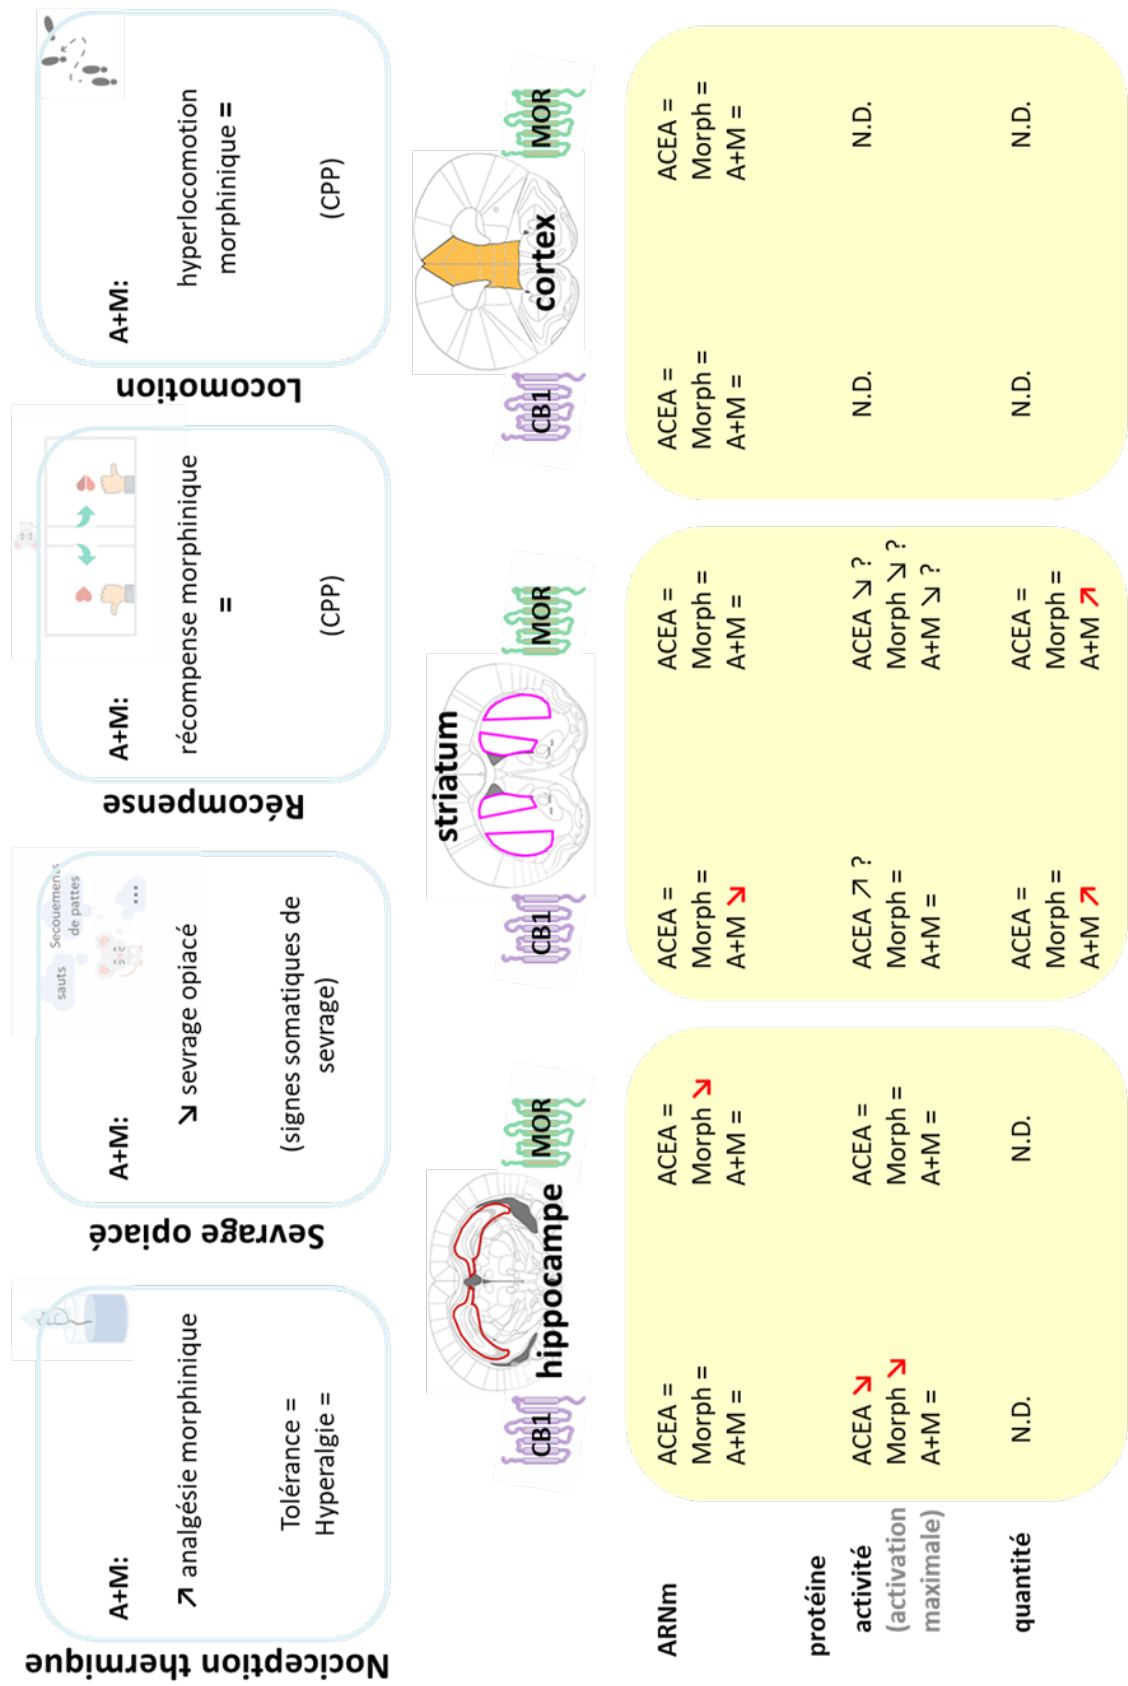 Nociception thermique
A+M:
↗ analgésie morphinique
Tolérance =
Hyperalgie =
Sevrage opiacé
sauts
Secouements
de pattes
...
A+M:
↘ sevrage opiacé
(signes somatiques de
sevrage)
Récompense
A+M:
récompense morphinique
=
(CPP)
Locomotion
A+M:
hyperlocomotion
morphinique =
(CPP)
CB1
hippocampe
MOR
CB1
striatum
MOR
CB1
cortex
MOR
ARNm
ACEA =
Morph =
A+M =
ACEA =
Morph ↗
A+M =
ACEA =
Morph =
A+M ↘
ACEA =
Morph =
A+M =
ACEA =
Morph =
A+M =
ACEA =
Morph =
A+M =
protéine
activité
(activation
maximale)
ACEA ↘
Morph ↗
A+M =
ACEA =
Morph =
A+M =
ACEA ↗ ?
Morph =
A+M =
ACEA ↘ ?
Morph ↘ ?
A+M ↘ ?
N.D.
N.D.
quantité
N.D.
N.D.
ACEA =
Morph =
A+M ↗
ACEA =
Morph =
A+M ↗
N.D.
N.D.